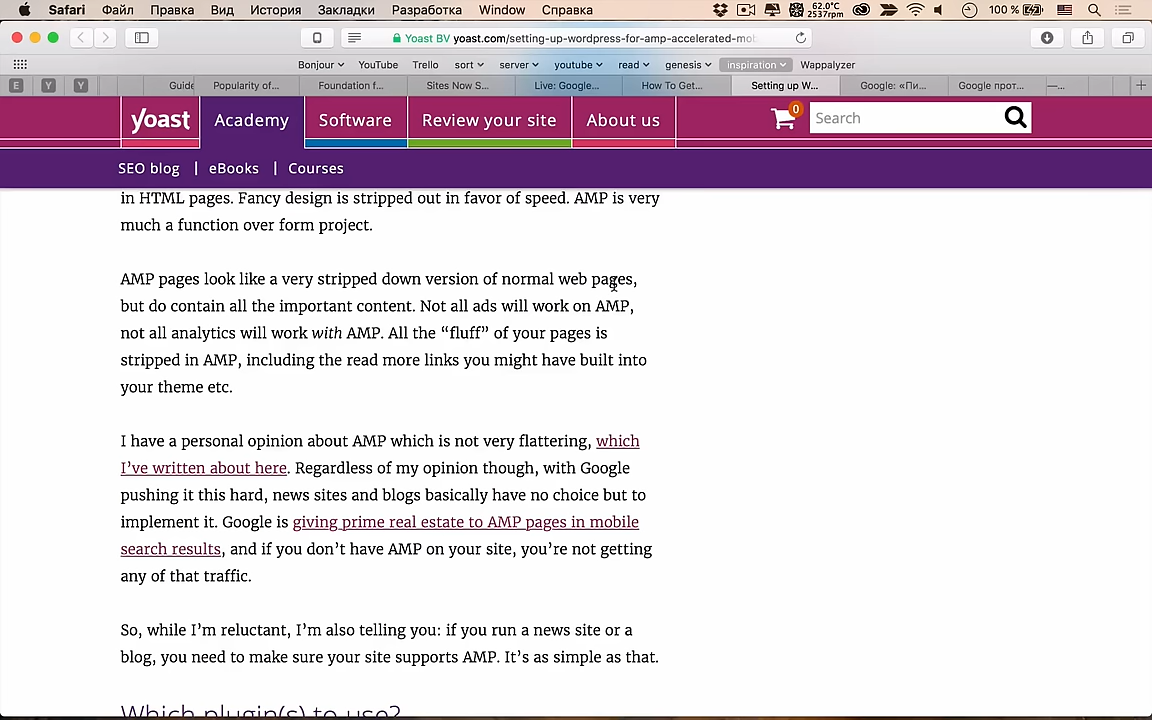 Safari Файл Правка Вид История Закладки Разработка Window Справка 62.0°C 2537rpm 100 %
Yoast BV yoast.com/setting-up-wordpress-for-amp-accelerated-mob
Bonjour YouTube Trello sort server youtube read genesis inspiration Wappalyzer
E Y Y Guide Popularity of... Foundation f... Sites Now S... Live: Google... How To Get... Setting up W... Google: «Пи... Google прот... —...
yoast Academy Software Review your site About us 0 Search
SEO blog | eBooks | Courses
in HTML pages. Fancy design is stripped out in favor of speed. AMP is very
much a function over form project.
AMP pages look like a very stripped down version of normal web pages,
but do contain all the important content. Not all ads will work on AMP,
not all analytics will work with AMP. All the “fluff” of your pages is
stripped in AMP, including the read more links you might have built into
your theme etc.
I have a personal opinion about AMP which is not very flattering, which
I’ve written about here. Regardless of my opinion though, with Google
pushing it this hard, news sites and blogs basically have no choice but to
implement it. Google is giving prime real estate to AMP pages in mobile
search results, and if you don’t have AMP on your site, you’re not getting
any of that traffic.
So, while I’m reluctant, I’m also telling you: if you run a news site or a
blog, you need to make sure your site supports AMP. It’s as simple as that.
Which plugin(s) to use?